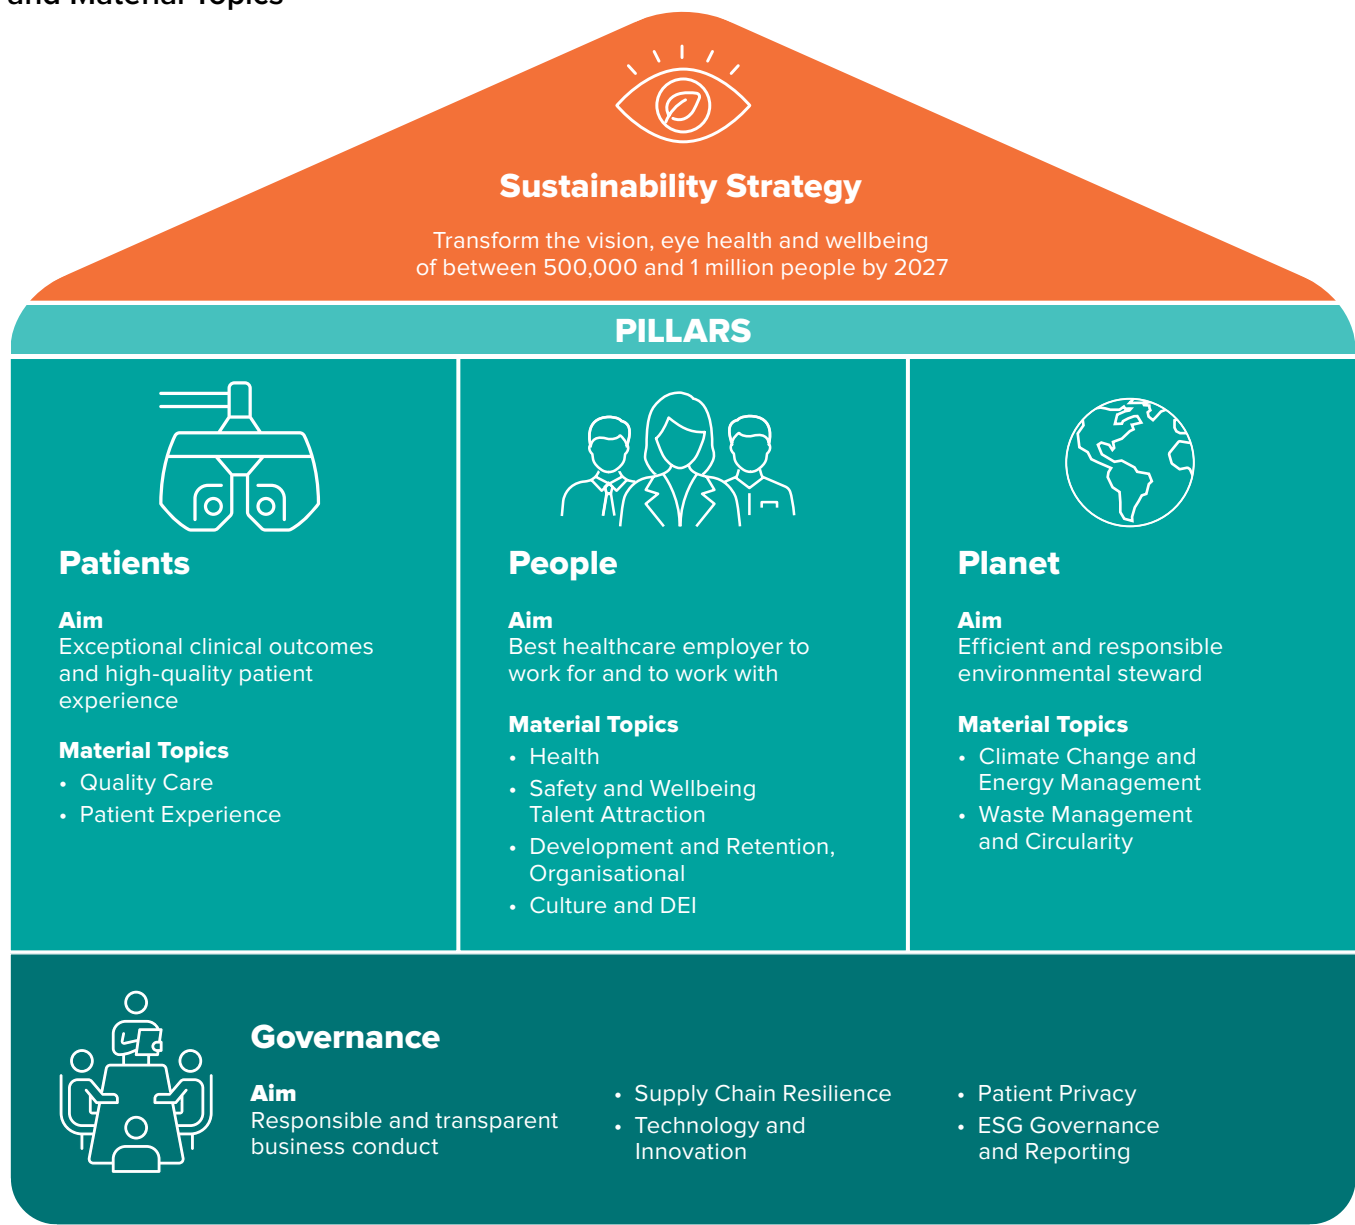 and Material Topics
Sustainability Strategy
Transform the vision, eye health and wellbeing
of between 500,000 and 1 million people by 2027
PILLARS
Patients
Aim
Exceptional clinical outcomes
and high-quality patient
experience
Material Topics
• Quality Care
• Patient Experience
People
Aim
Best healthcare employer to
work for and to work with
Material Topics
• Health
• Safety and Wellbeing
Talent Attraction
• Development and Retention,
Organisational
• Culture and DEI
Planet
Aim
Efficient and responsible
environmental steward
Material Topics
• Climate Change and
Energy Management
• Waste Management
and Circularity
Governance
Aim
Responsible and transparent
business conduct
• Supply Chain Resilience
• Technology and
Innovation
• Patient Privacy
• ESG Governance
and Reporting